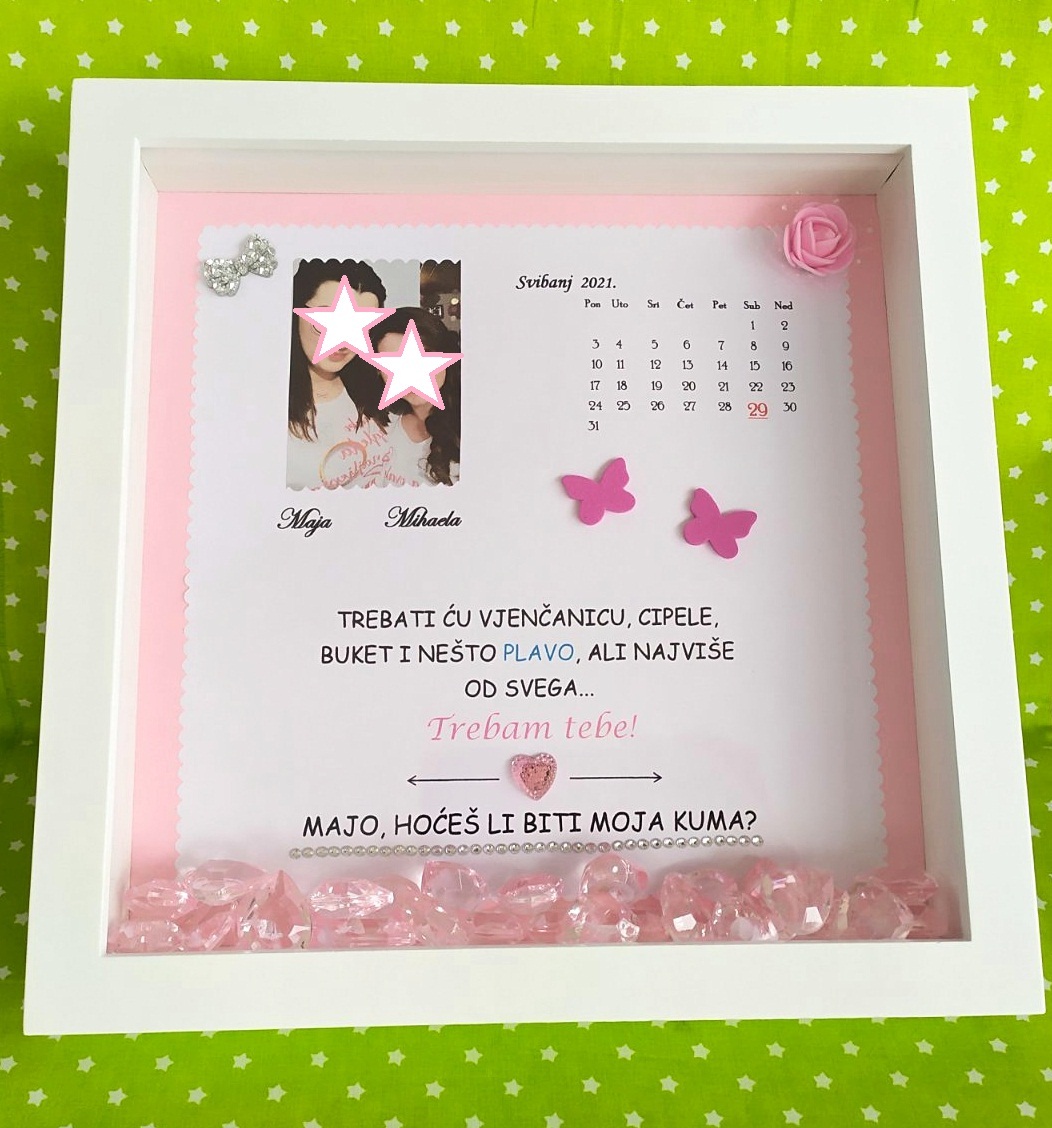 Svibanj 2021.
Pon Uto Sri Čet Pet Sub Ned
1 2
3 4 5 6 7 8 9
10 11 12 13 14 15 16
17 18 19 20 21 22 23
24 25 26 27 28 29 30
31
Maja Mihaela
TREBATI ĆU VJENČANICU, CIPELE,
BUKET I NEŠTO PLAVO, ALI NAJVIŠE
OD SVEGA...
Trebam tebe!
MAJO, HOĆEŠ LI BITI MOJA KUMA?